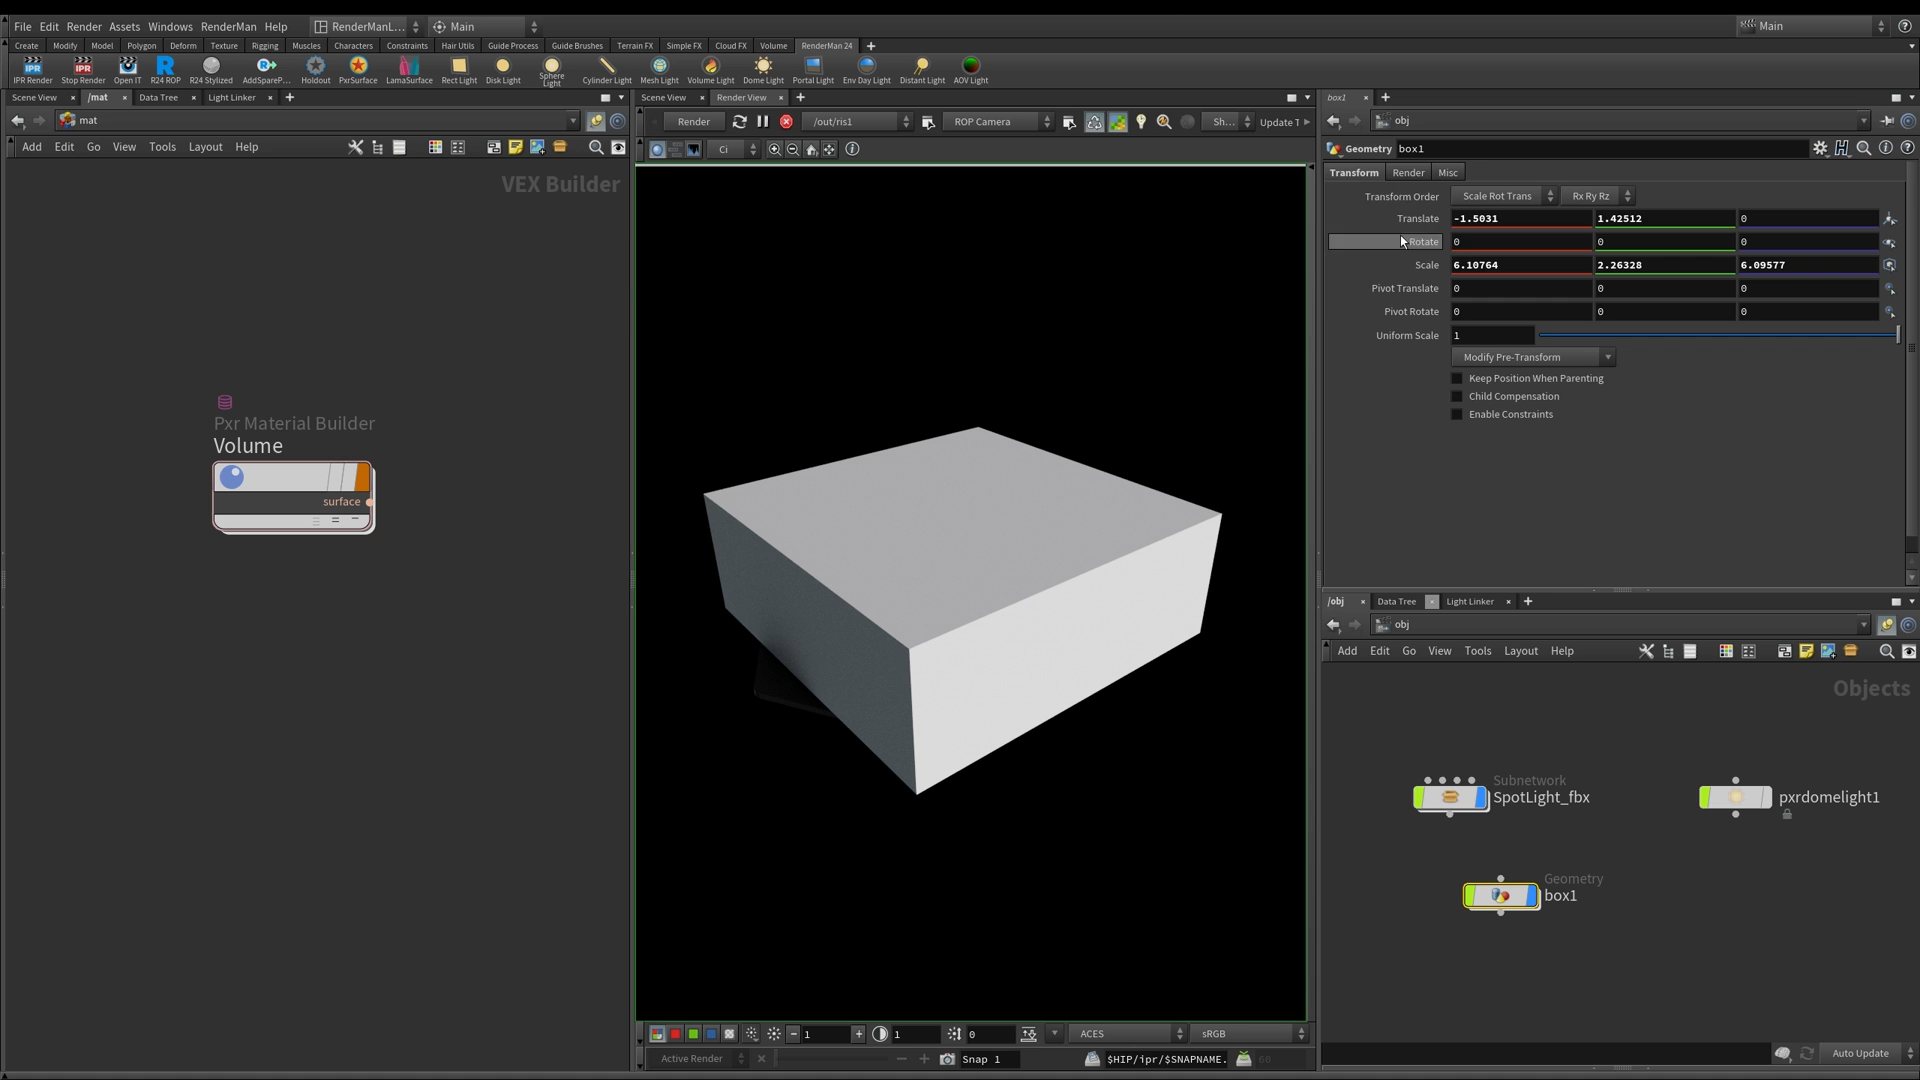 File Edit Render Assets Windows RenderMan Help RenderManL... Main Main
Create Modify Model Polygon Deform Texture Rigging Muscles Characters Constraints Hair Utils Guide Process Guide Brushes Terrain FX Simple FX Cloud FX Volume RenderMan 24
IPR Render Stop Render Open IT R24 ROP R24 Stylized AddSpareP... Holdout PxrSurface LamaSurface Rect Light Disk Light Sphere Light Cylinder Light Mesh Light Volume Light Dome Light Portal Light Env Day Light Distant Light AOV Light
Scene View /mat Data Tree Light Linker
mat
Add Edit Go View Tools Layout Help
VEX Builder
Pxr Material Builder
Volume
surface
Scene View Render View
Render /out/ris1 ROP Camera Sh... Update T
Ci
1 1 0 ACES sRGB
Active Render Snap 1 $HIP/ipr/$SNAPNAME. 60
box1
obj
Geometry box1
Transform Render Misc
Transform Order Scale Rot Trans Rx Ry Rz
Translate -1.5031 1.42512 0
Rotate 0 0 0
Scale 6.10764 2.26328 6.09577
Pivot Translate 0 0 0
Pivot Rotate 0 0 0
Uniform Scale 1
Modify Pre-Transform
Keep Position When Parenting
Child Compensation
Enable Constraints
/obj Data Tree Light Linker
obj
Add Edit Go View Tools Layout Help
Objects
Subnetwork
SpotLight_fbx
pxrdomelight1
Geometry
box1
Auto Update